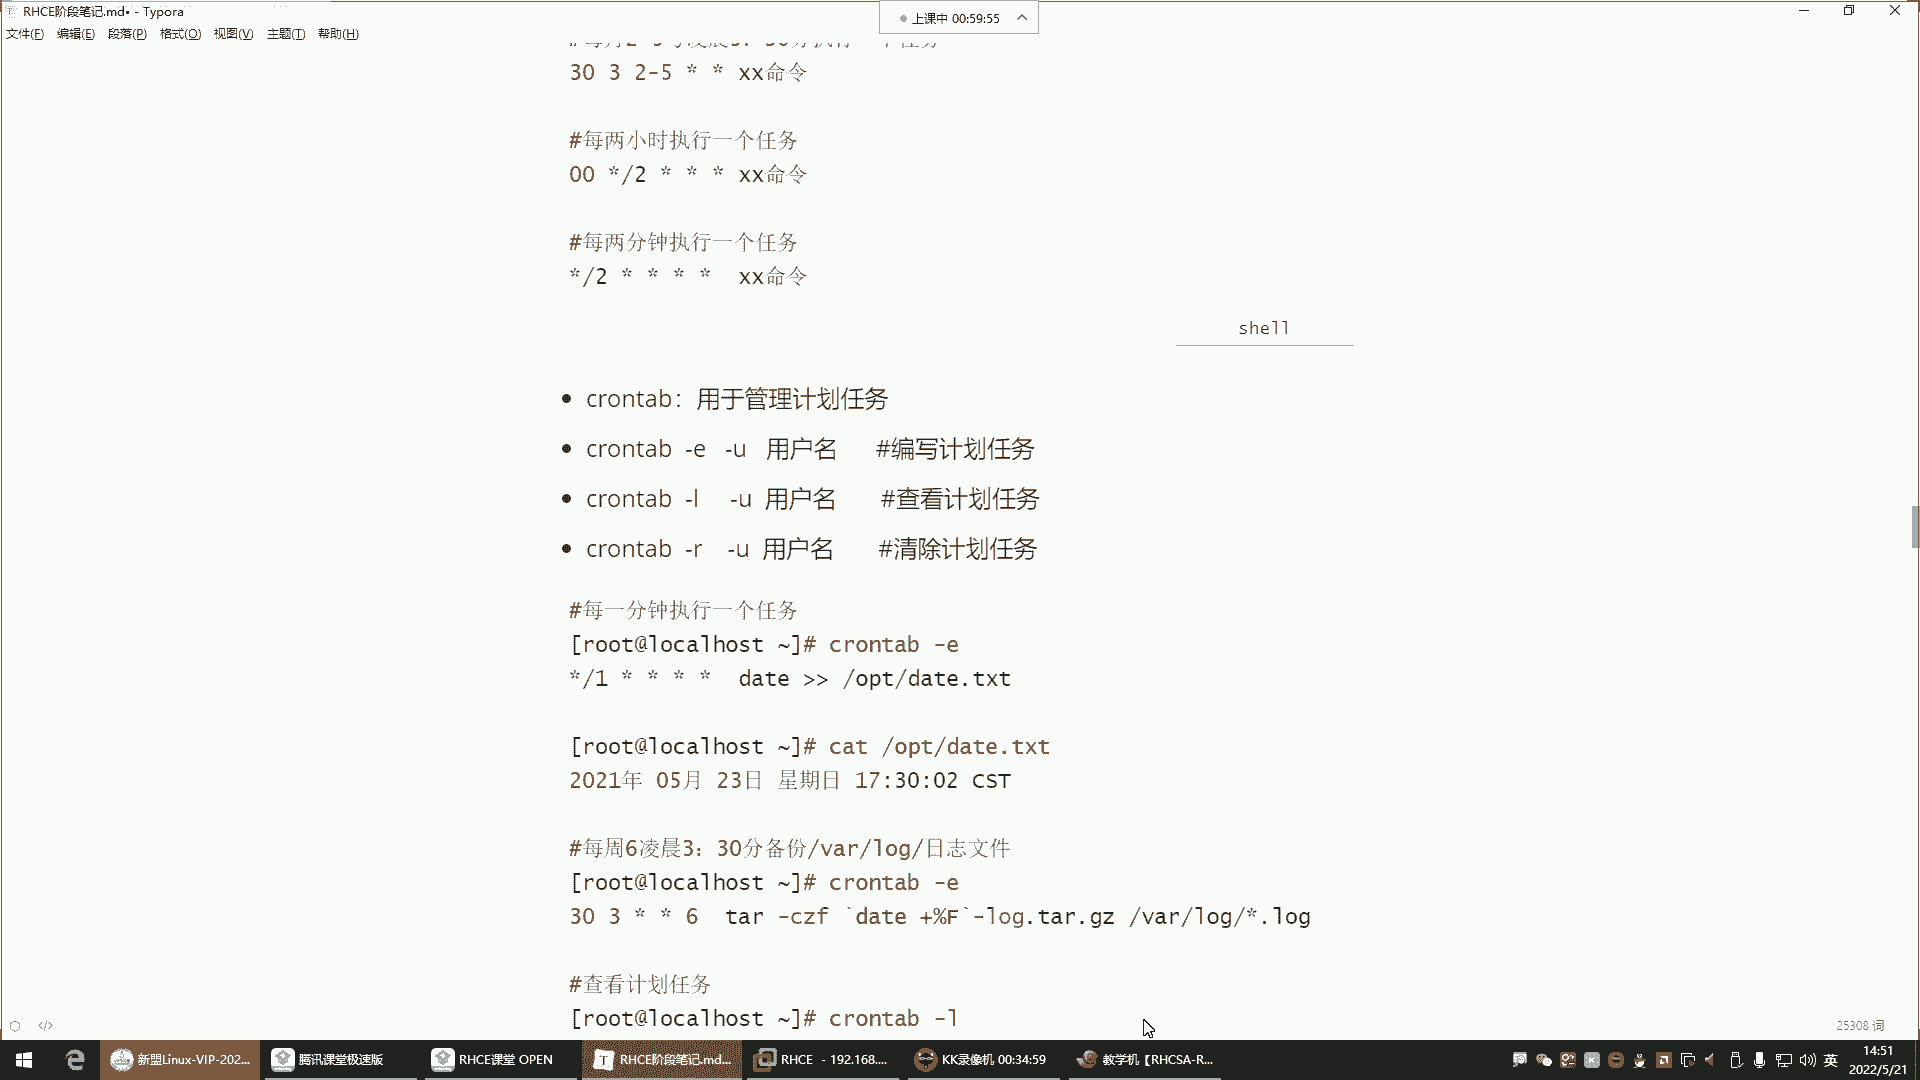 RHCE阶段笔记.md• - Typora
上课中 00:59:55
文件(F) 编辑(E) 段落(P) 格式(O) 视图(V) 主题(T) 帮助(H)
30 3 2-5 * * xx命令
#每两小时执行一个任务
00 */2 * * * xx命令
#每两分钟执行一个任务
*/2 * * * * xx命令
shell
• crontab：用于管理计划任务
• crontab -e -u 用户名 #编写计划任务
• crontab -l -u 用户名 #查看计划任务
• crontab -r -u 用户名 #清除计划任务
#每一分钟执行一个任务
[root@localhost ~]# crontab -e
*/1 * * * * date >> /opt/date.txt
[root@localhost ~]# cat /opt/date.txt
2021年 05月 23日 星期日 17:30:02 CST
#每周6凌晨3：30分备份/var/log/日志文件
[root@localhost ~]# crontab -e
30 3 * * 6 tar -czf `date +%F`-log.tar.gz /var/log/*.log
#查看计划任务
[root@localhost ~]# crontab -l
25308 词
新盟Linux-VIP-202... 腾讯课堂极速版 RHCE课堂 OPEN RHCE阶段笔记.md... RHCE - 192.168.... KK录像机 00:34:59 教学机【RHCSA-R... 英 14:51
2022/5/21